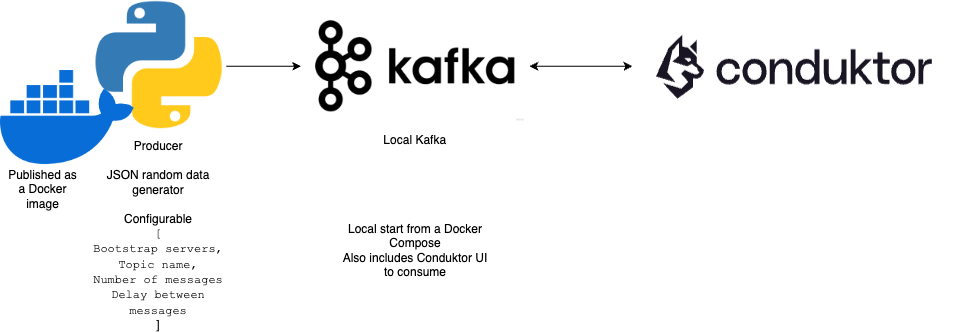 kafka
conduktor
Producer
Local Kafka
Published as
a Docker
image
JSON random data
generator
Configurable
[
Bootstrap servers,
Topic name,
Number of messages
Delay between
messages
]
Local start from a Docker
Compose
Also includes Conduktor UI
to consume